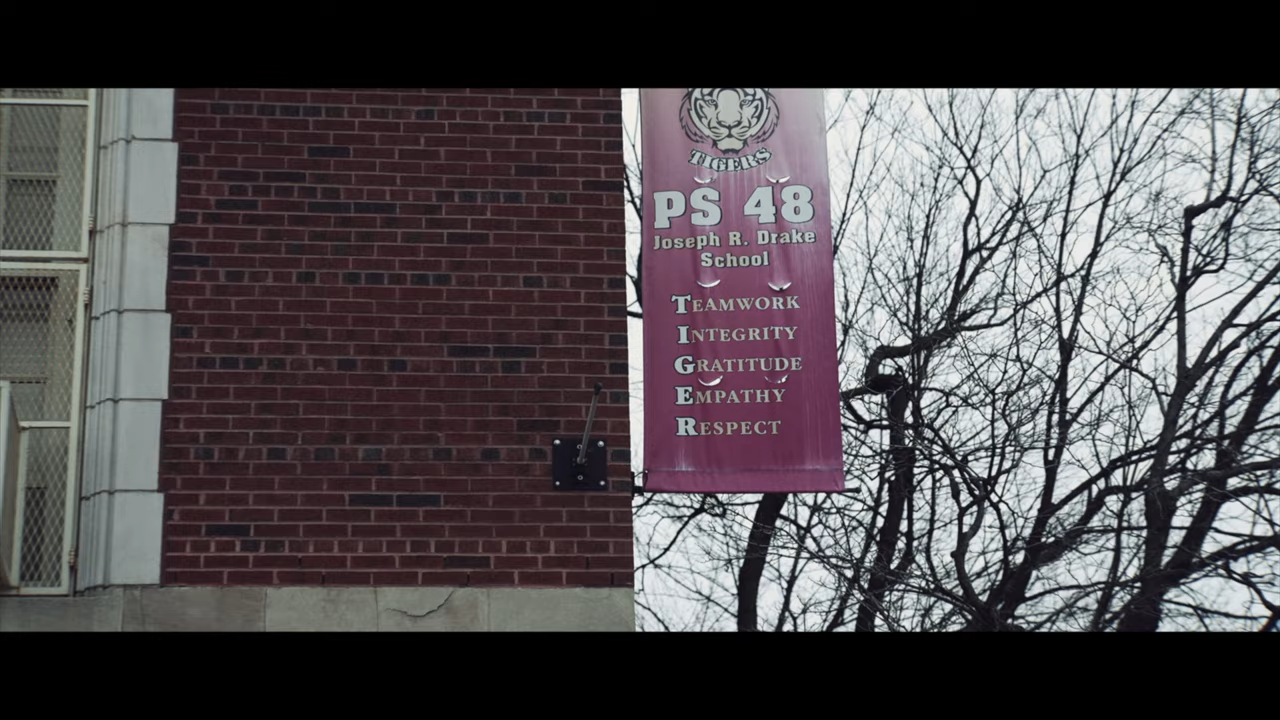 TIGERS
PS 48
Joseph R. Drake
School
TEAMWORK
INTEGRITY
GRATITUDE
EMPATHY
RESPECT